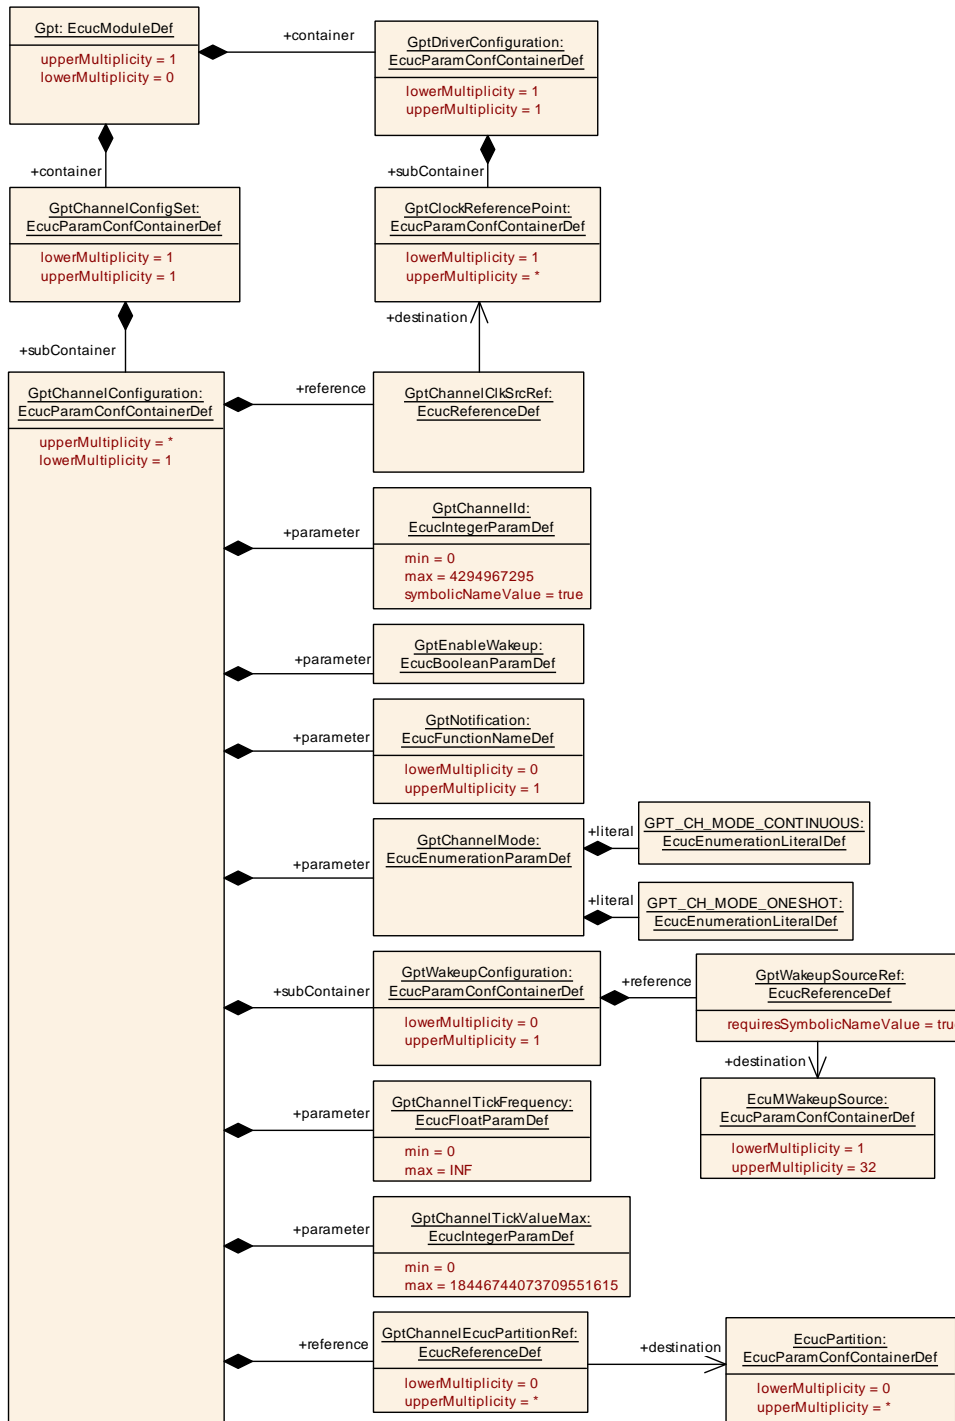 Gpt: EcucModuleDef
upperMultiplicity = 1
lowerMultiplicity = 0
+container
GptDriverConfiguration:
EcucParamConfContainerDef
lowerMultiplicity = 1
upperMultiplicity = 1
+container
+subContainer
GptChannelConfigSet:
EcucParamConfContainerDef
lowerMultiplicity = 1
upperMultiplicity = 1
GptClockReferencePoint:
EcucParamConfContainerDef
lowerMultiplicity = 1
upperMultiplicity = *
+destination
+subContainer
GptChannelConfiguration:
EcucParamConfContainerDef
upperMultiplicity = *
lowerMultiplicity = 1
+reference
GptChannelClkSrcRef:
EcucReferenceDef
+parameter
GptChannelId:
EcucIntegerParamDef
min = 0
max = 4294967295
symbolicNameValue = true
+parameter
GptEnableWakeup:
EcucBooleanParamDef
+parameter
GptNotification:
EcucFunctionNameDef
lowerMultiplicity = 0
upperMultiplicity = 1
+parameter
GptChannelMode:
EcucEnumerationParamDef
+literal
GPT_CH_MODE_CONTINUOUS:
EcucEnumerationLiteralDef
+literal
GPT_CH_MODE_ONESHOT:
EcucEnumerationLiteralDef
+subContainer
GptWakeupConfiguration:
EcucParamConfContainerDef
lowerMultiplicity = 0
upperMultiplicity = 1
+reference
GptWakeupSourceRef:
EcucReferenceDef
requiresSymbolicNameValue = true
+destination
EcuMWakeupSource:
EcucParamConfContainerDef
lowerMultiplicity = 1
upperMultiplicity = 32
+parameter
GptChannelTickFrequency:
EcucFloatParamDef
min = 0
max = INF
+parameter
GptChannelTickValueMax:
EcucIntegerParamDef
min = 0
max = 18446744073709551615
+reference
GptChannelEcucPartitionRef:
EcucReferenceDef
lowerMultiplicity = 0
upperMultiplicity = *
+destination
EcucPartition:
EcucParamConfContainerDef
lowerMultiplicity = 0
upperMultiplicity = *